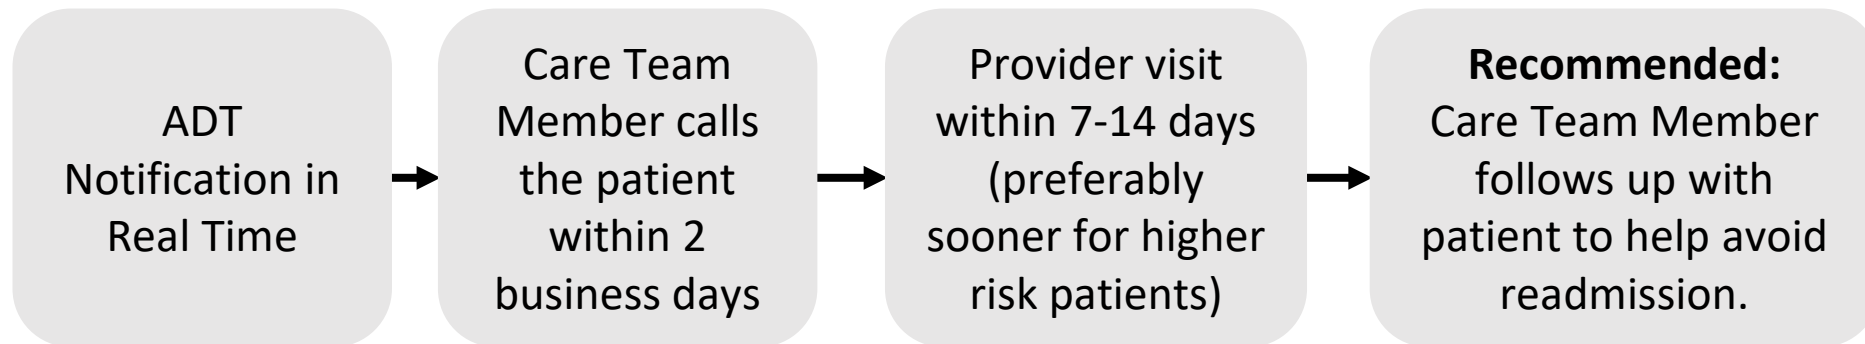 ADT
Notification in
Real Time
Care Team
Member calls
the patient
within 2
business days
Provider visit
within 7-14 days
(preferably
sooner for higher
risk patients)
Recommended:
Care Team Member
follows up with
patient to help avoid
readmission.